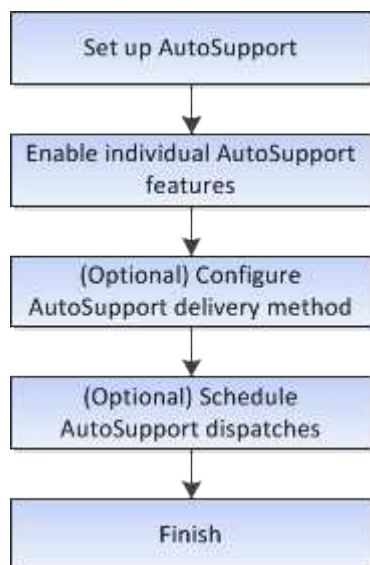 Set up AutoSupport
Enable individual AutoSupport
features
(Optional) Configure
AutoSupport delivery method
(Optional) Schedule
AutoSupport dispatches
Finish